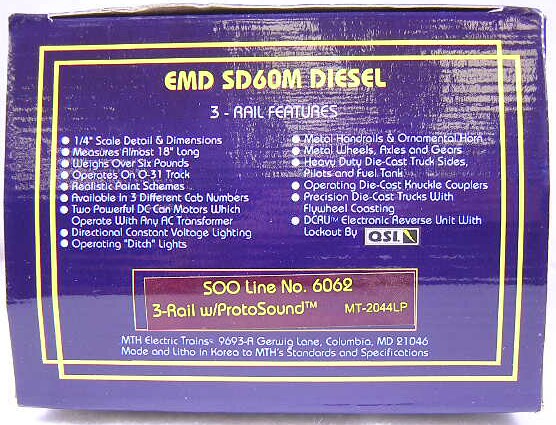 EMD SD60M DIESEL
3 - RAIL FEATURES
● 1/4" Scale Detail & Dimensions
● Measures Almost 18" Long
● Weighs Over Six Pounds
● Operates On O-31 Track
● Realistic Paint Schemes
● Available In 3 Different Cab Numbers
● Two Powerful DC Can Motors Which
Operate With Any AC Transformer
● Directional Constant Voltage Lighting
● Operating "Ditch" Lights
● Metal Handrails & Ornamental Horn
● Metal Wheels, Axles and Gears
● Heavy Duty Die-Cast Truck Sides,
Pilots and Fuel Tank
● Operating Die-Cast Knuckle Couplers
● Precision Die-Cast Trucks With
Flywheel Coasting
● DCRU™ Electronic Reverse Unit With
Lockout By QSI
SOO Line No. 6062
3-Rail w/ProtoSound™ MT-2044LP
MTH Electric Trains® 9693-A Gerwig Lane, Columbia, MD 21046
Made and Litho in Korea to MTH's Standards and Specifications